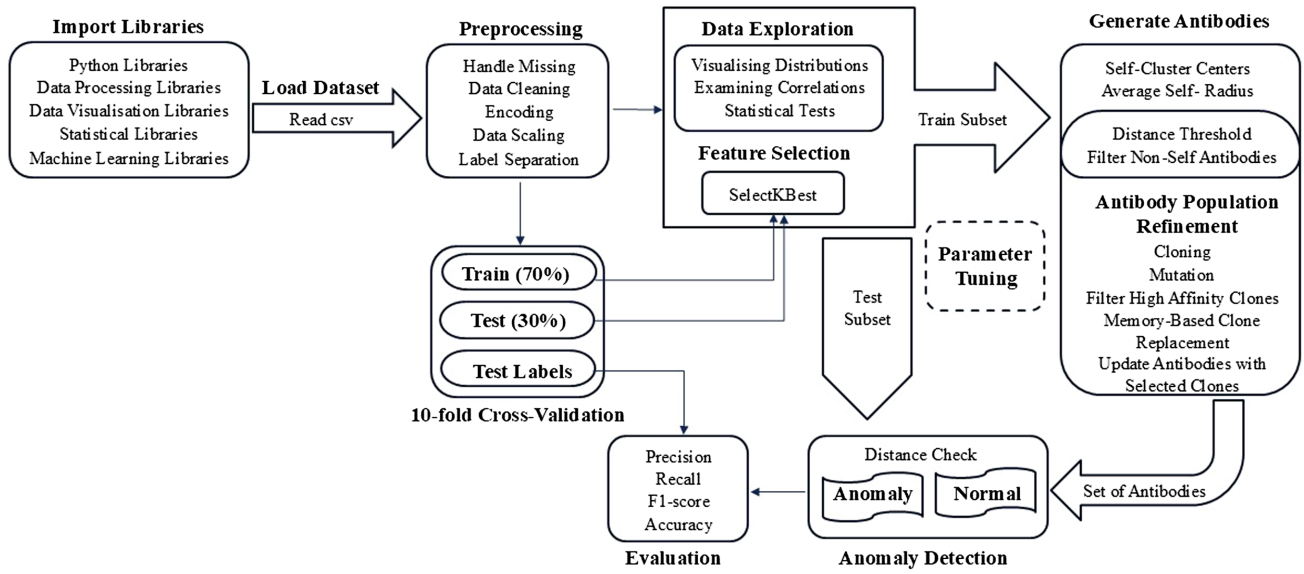 Import Libraries
Python Libraries
Data Processing Libraries
Data Visualisation Libraries
Statistical Libraries
Machine Learning Libraries
Load Dataset
Read csv
Preprocessing
Handle Missing
Data Cleaning
Encoding
Data Scaling
Label Separation
Data Exploration
Visualising Distributions
Examining Correlations
Statistical Tests
Feature Selection
SelectKBest
Train Subset
Generate Antibodies
Self-Cluster Centers
Average Self- Radius
Distance Threshold
Filter Non-Self Antibodies
Antibody Population
Refinement
Cloning
Mutation
Filter High Affinity Clones
Memory-Based Clone
Replacement
Update Antibodies with
Selected Clones
Train (70%)
Test (30%)
Test Labels
10-fold Cross-Validation
Test
Subset
Parameter
Tuning
Precision
Recall
F1-score
Accuracy
Evaluation
Distance Check
Anomaly
Normal
Anomaly Detection
Set of Antibodies